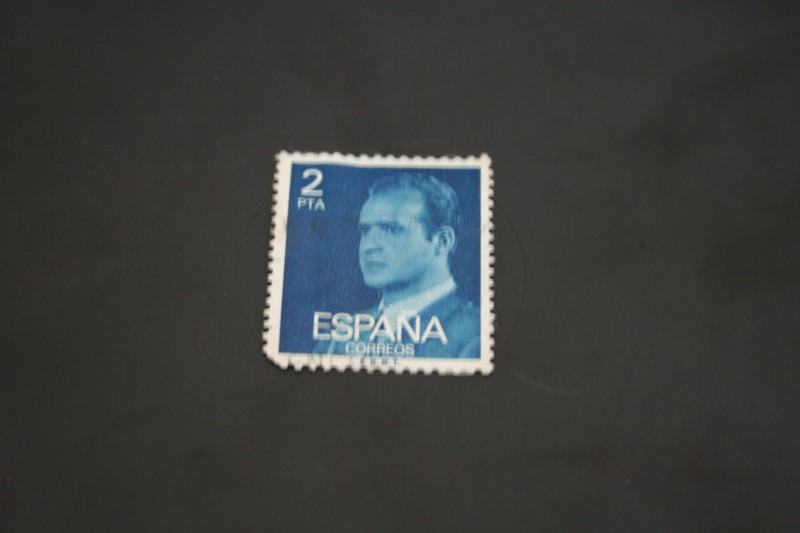 2
PTA
ESPAÑA
CORREOS
F.N.M.T.